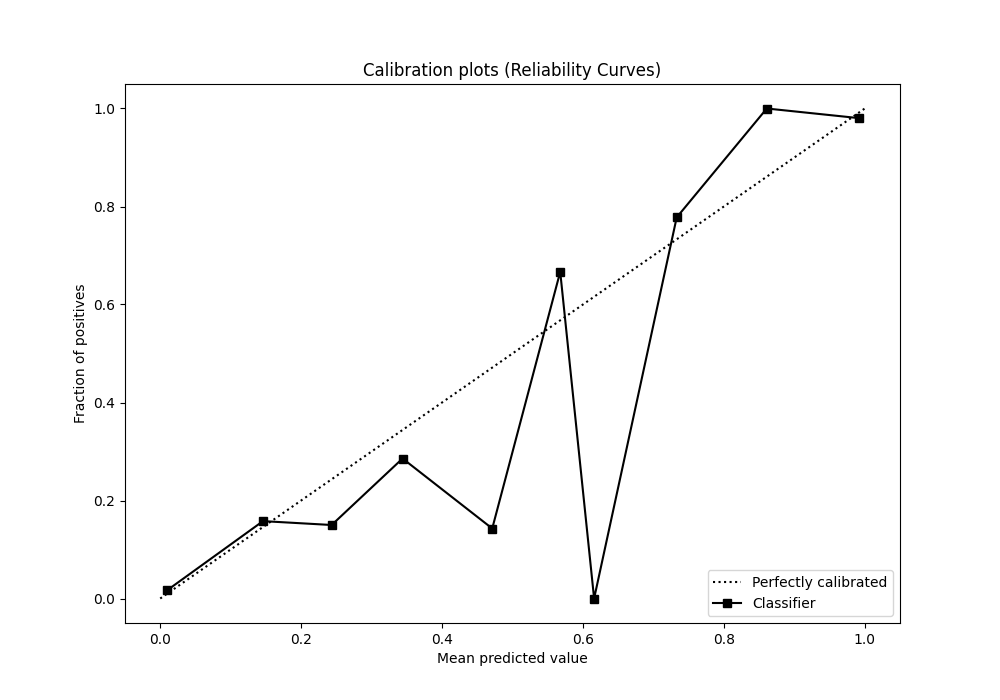 Calibration plots (Reliability Curves)
Fraction of positives
1.0
0.8
0.6
0.4
0.2
0.0
Perfectly calibrated
Classifier
0.0 0.2 0.4 0.6 0.8 1.0
Mean predicted value